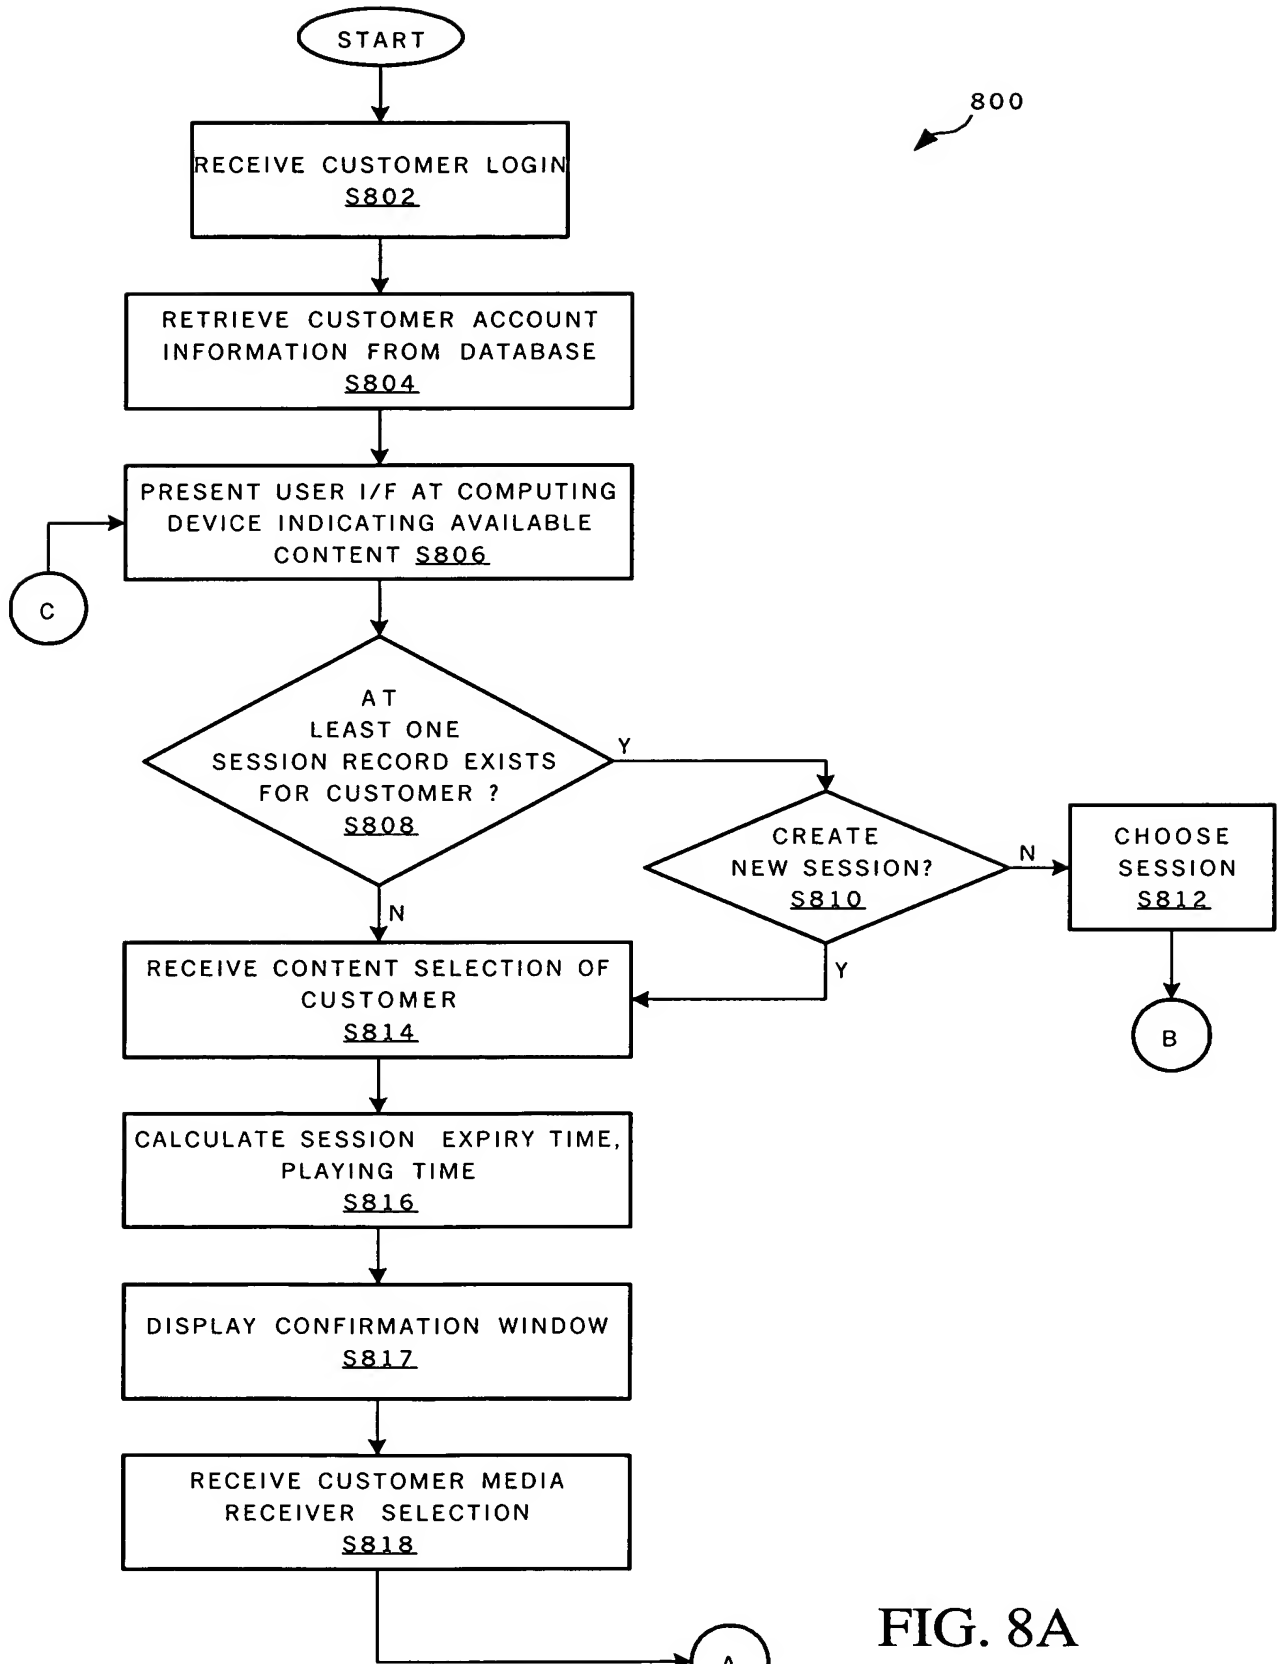 START
800
RECEIVE CUSTOMER LOGIN
S802
RETRIEVE CUSTOMER ACCOUNT
INFORMATION FROM DATABASE
S804
PRESENT USER I/F AT COMPUTING
DEVICE INDICATING AVAILABLE
CONTENT S806
C
AT
LEAST ONE
SESSION RECORD EXISTS
FOR CUSTOMER ?
S808
Y
N
CREATE
NEW SESSION?
S810
N
Y
CHOOSE
SESSION
S812
B
RECEIVE CONTENT SELECTION OF
CUSTOMER
S814
CALCULATE SESSION EXPIRY TIME,
PLAYING TIME
S816
DISPLAY CONFIRMATION WINDOW
S817
RECEIVE CUSTOMER MEDIA
RECEIVER SELECTION
S818
A
FIG. 8A